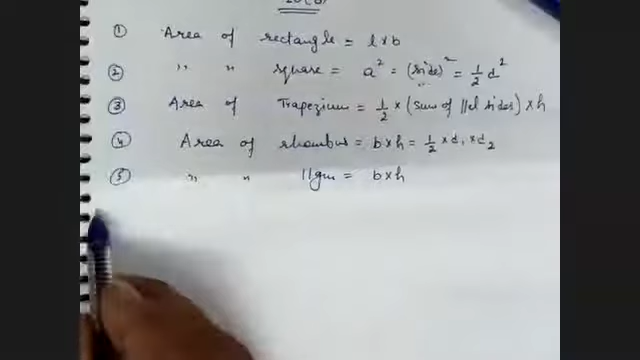 ① Area of rectangle = l × b
② " " square = a² = (side)² = 1/2 d²
③ Area of Trapezium = 1/2 × (sum of ||el sides) × h
④ Area of rhombus = b × h = 1/2 × d₁ × d₂
⑤ " " ||gm = b × h